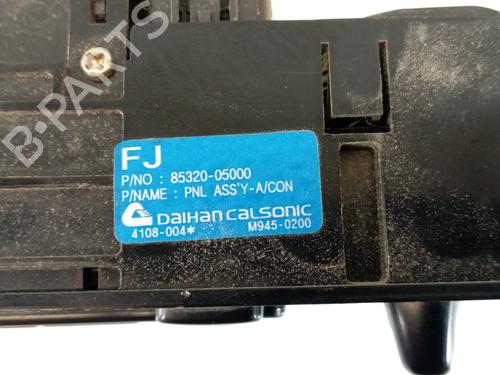 B-PARTS
FJ
P/NO : 85320-05000
P/NAME : PNL ASS'Y-A/CON
DAIHAN CALSONIC
4108-004* M945-0200